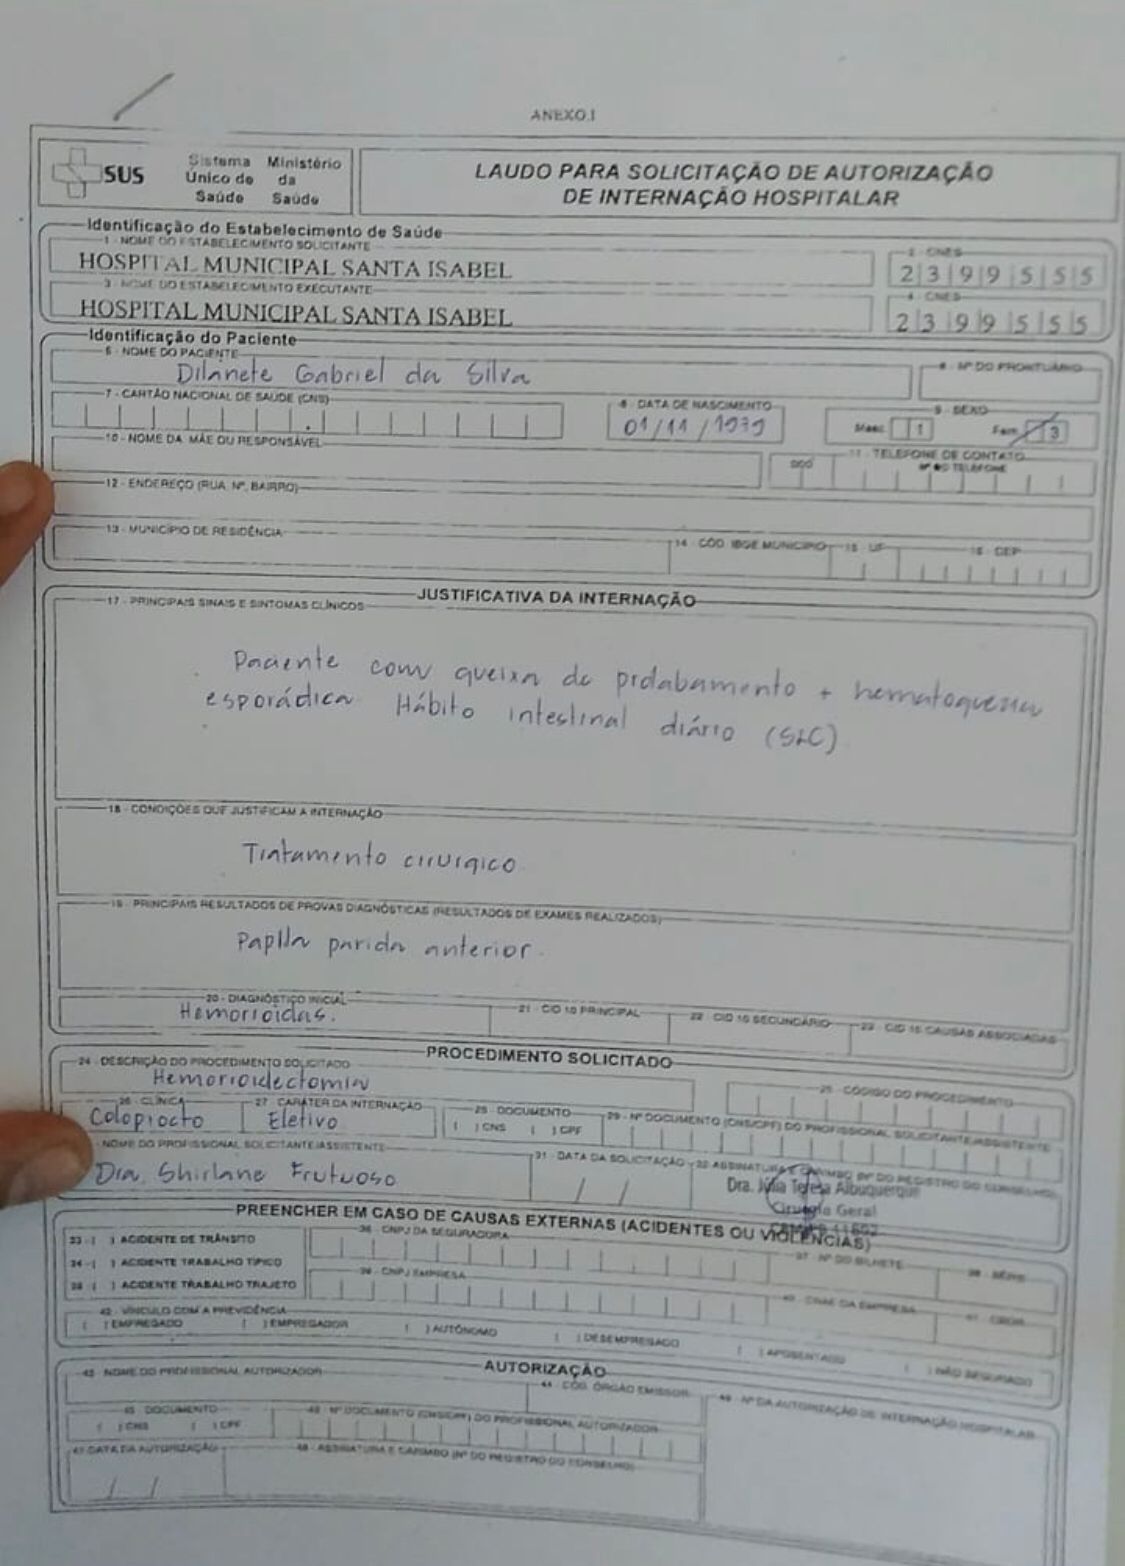 ANEXO I
SUS
Sistema Único de Saúde
Ministério da Saúde
LAUDO PARA SOLICITAÇÃO DE AUTORIZAÇÃO
DE INTERNAÇÃO HOSPITALAR
Identificação do Estabelecimento de Saúde
1 - NOME DO ESTABELECIMENTO SOLICITANTE
2 - CNES
HOSPITAL MUNICIPAL SANTA ISABEL
2399555
3 - NOME DO ESTABELECIMENTO EXECUTANTE
4 - CNES
HOSPITAL MUNICIPAL SANTA ISABEL
2399555
Identificação do Paciente
5 - NOME DO PACIENTE
6 - Nº DO PRONTUÁRIO
Dilanete Gabriel da Silva
7 - CARTÃO NACIONAL DE SAÚDE (CNS)
8 - DATA DE NASCIMENTO
9 - SEXO
01/11/1939
Masc. 1
Fem. 3
10 - NOME DA MÃE OU RESPONSÁVEL
11 - TELEFONE DE CONTATO
DDD
Nº DO TELEFONE
12 - ENDEREÇO (RUA, Nº, BAIRRO)
13 - MUNICÍPIO DE RESIDÊNCIA
14 - CÓD. IBGE MUNICÍPIO
15 - UF
16 - CEP
JUSTIFICATIVA DA INTERNAÇÃO
17 - PRINCIPAIS SINAIS E SINTOMAS CLÍNICOS
Paciente com queixa de + hematoquezia
esporádica. Hábito intestinal diário (SLC)
18 - CONDIÇÕES QUE JUSTIFICAM A INTERNAÇÃO
Tratamento cirurgico.
19 - PRINCIPAIS RESULTADOS DE PROVAS DIAGNÓSTICAS (RESULTADOS DE EXAMES REALIZADOS)
anterior.
20 - DIAGNÓSTICO INICIAL
21 - CID 10 PRINCIPAL
22 - CID 10 SECUNDÁRIO
23 - CID 10 CAUSAS ASSOCIADAS
Hemorroidas.
PROCEDIMENTO SOLICITADO
24 - DESCRIÇÃO DO PROCEDIMENTO SOLICITADO
25 - CÓDIGO DO PROCEDIMENTO
Hemorroidectomia
26 - CLÍNICA
27 - CARÁTER DA INTERNAÇÃO
28 - DOCUMENTO
29 - Nº DOCUMENTO (CNS/CPF) DO PROFISSIONAL SOLICITANTE/ASSISTENTE
Coloprocto
Eletivo
( ) CNS ( ) CPF
NOME DO PROFISSIONAL SOLICITANTE/ASSISTENTE
31 - DATA DA SOLICITAÇÃO
32 - ASSINATURA E CARIMBO (Nº DO REGISTRO DO CONSELHO)
Dra. Shirlane Frutuoso
/ /
Dra. Júlia Teresa Albuquerque
Cirurgia Geral
PREENCHER EM CASO DE CAUSAS EXTERNAS (ACIDENTES OU VIOLÊNCIAS)
33 - ( ) ACIDENTE DE TRÂNSITO
36 - CNPJ DA SEGURADORA
37 - Nº DO BILHETE
38 - SÉRIE
34 - ( ) ACIDENTE TRABALHO TÍPICO
35 - ( ) ACIDENTE TRABALHO TRAJETO
39 - CNPJ EMPRESA
40 - CNAE DA EMPRESA
41 - CBOR
42 - VÍNCULO COM A PREVIDÊNCIA
( ) EMPREGADO ( ) EMPREGADOR ( ) AUTÔNOMO ( ) DESEMPREGADO ( ) APOSENTADO ( ) NÃO SEGURADO
AUTORIZAÇÃO
43 - NOME DO PROFISSIONAL AUTORIZADOR
44 - CÓD. ÓRGÃO EMISSOR
49 - Nº DA AUTORIZAÇÃO DE INTERNAÇÃO HOSPITALAR
45 - DOCUMENTO
46 - Nº DOCUMENTO (CNS/CPF) DO PROFISSIONAL AUTORIZADOR
( ) CNS ( ) CPF
47 - DATA DA AUTORIZAÇÃO
48 - ASSINATURA E CARIMBO (Nº DO REGISTRO DO CONSELHO)
/ /